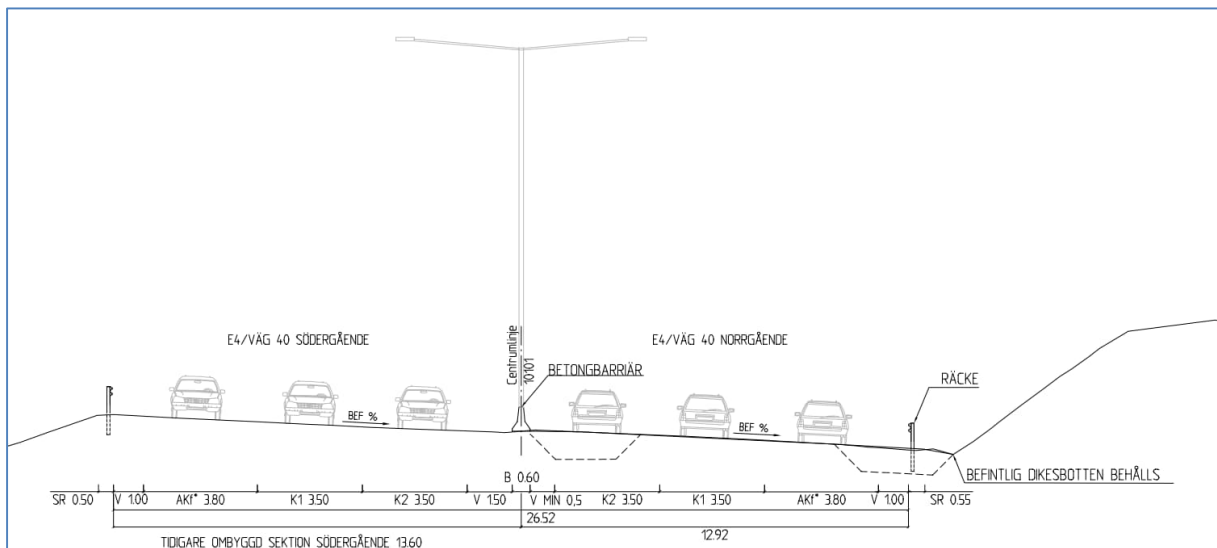 E4/VÄG 40 SÖDERGÅENDE
E4/VÄG 40 NORRGÅENDE
Centrumlinje
10101
BETONGBARRIÄR
RÄCKE
BEF %
BEF %
BEFINTLIG DIKESBOTTEN BEHÅLLS
B 0.60
SR 0.50 V 1.00 AKf* 3.80 K1 3.50 K2 3.50 V 1.50 V MIN 0,5 K2 3.50 K1 3.50 AKf* 3.80 V 1.00 SR 0.55
26.52
12.92
TIDIGARE OMBYGGD SEKTION SÖDERGÅENDE 13.60